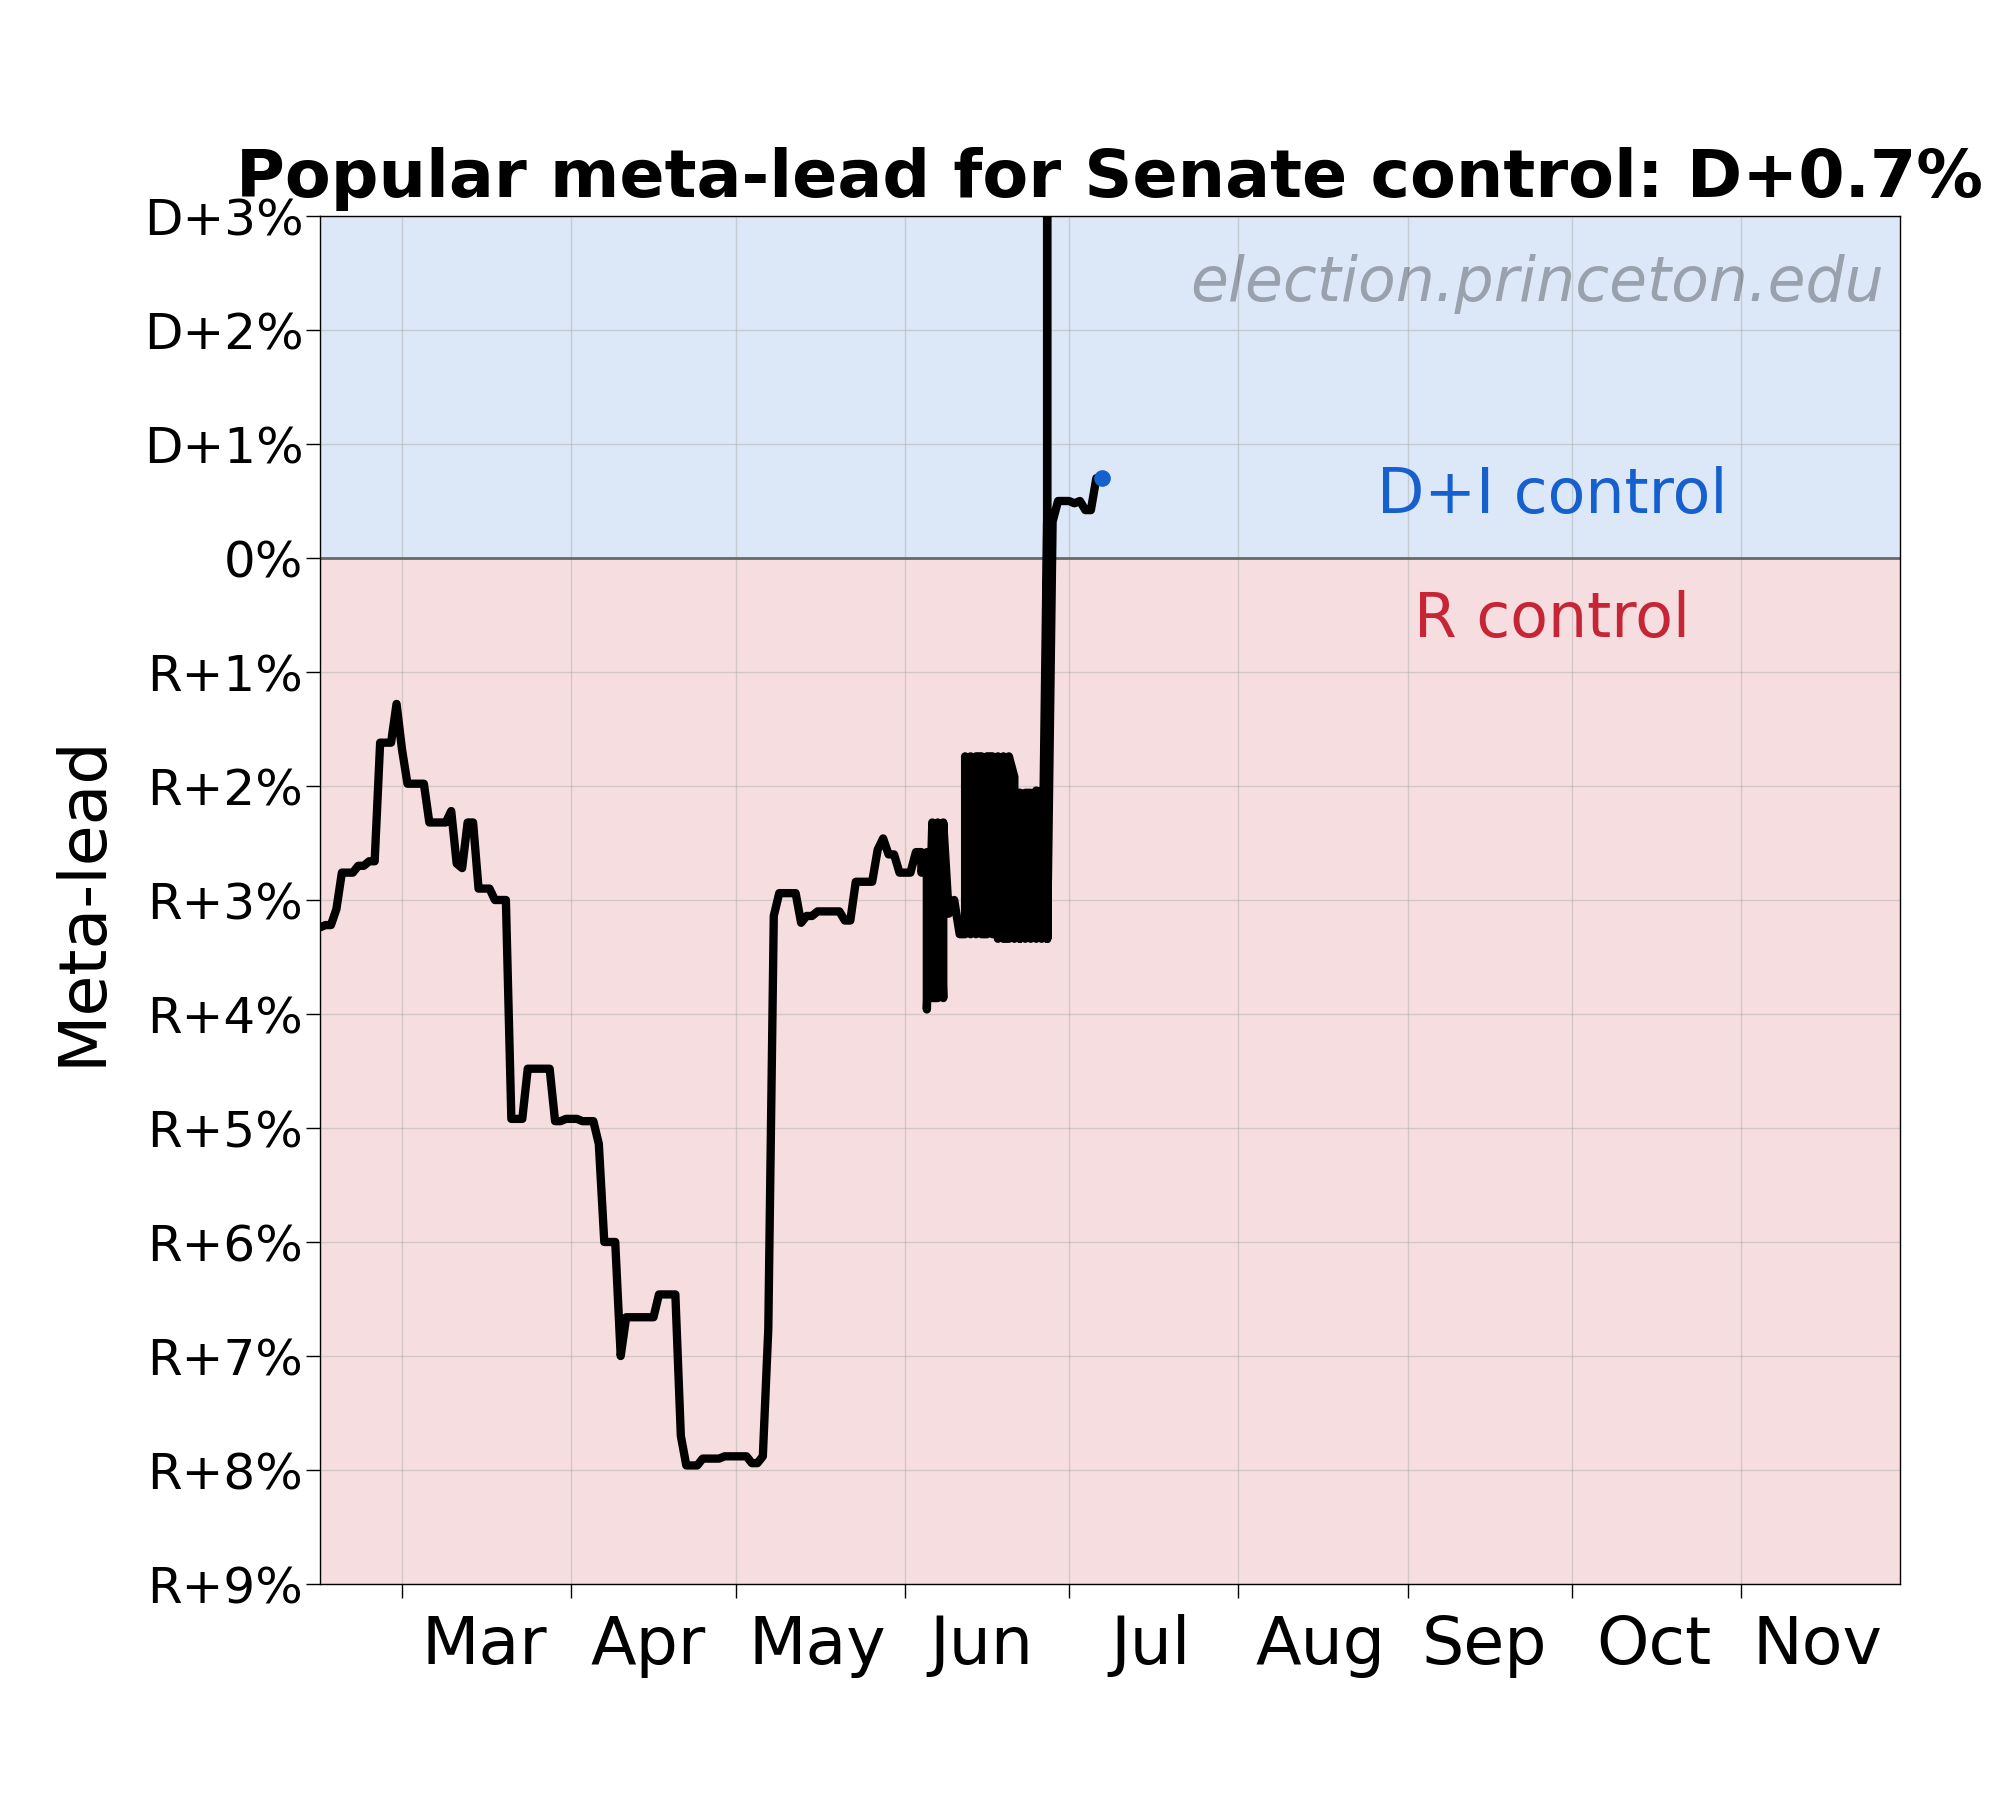 Popular meta-lead for Senate control: D+0.7%
D+3%
election.princeton.edu
D+2%
D+1%
D+I control
0%
R control
R+1%
R+2%
R+3%
Meta-lead
R+4%
R+5%
R+6%
R+7%
R+8%
R+9%
Mar Apr May Jun Jul Aug Sep Oct Nov